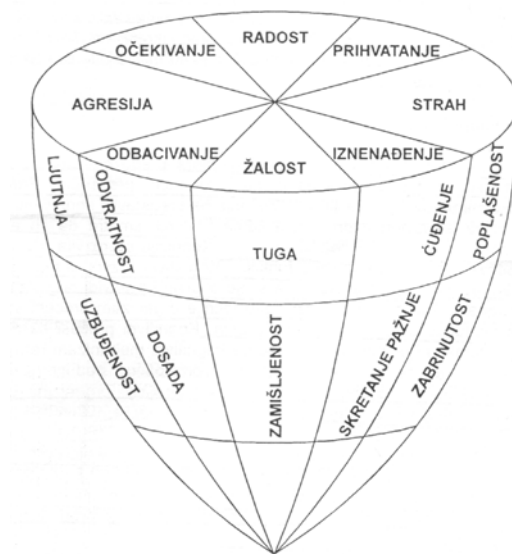 RADOST
OČEKIVANJE
PRIHVATANJE
AGRESIJA
STRAH
ODBACIVANJE
ŽALOST
IZNENAĐENJE
LJUTNJA
ODVRATNOST
TUGA
ČUĐENJE
POPLAŠENOST
UZBUĐENOST
DOSADA
ZAMIŠLJENOST
SKRETANJE PAŽNJE
ZABRINUTOST